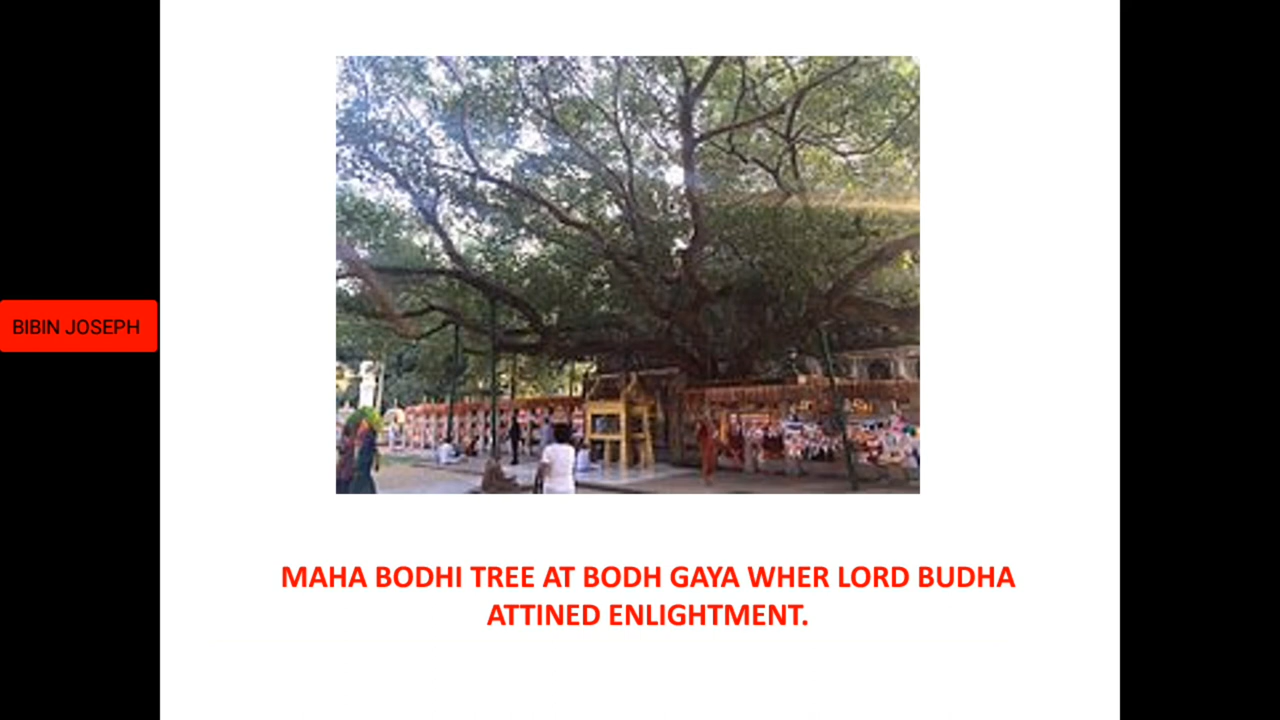 BIBIN JOSEPH
MAHA BODHI TREE AT BODH GAYA WHER LORD BUDHA
ATTINED ENLIGHTMENT.